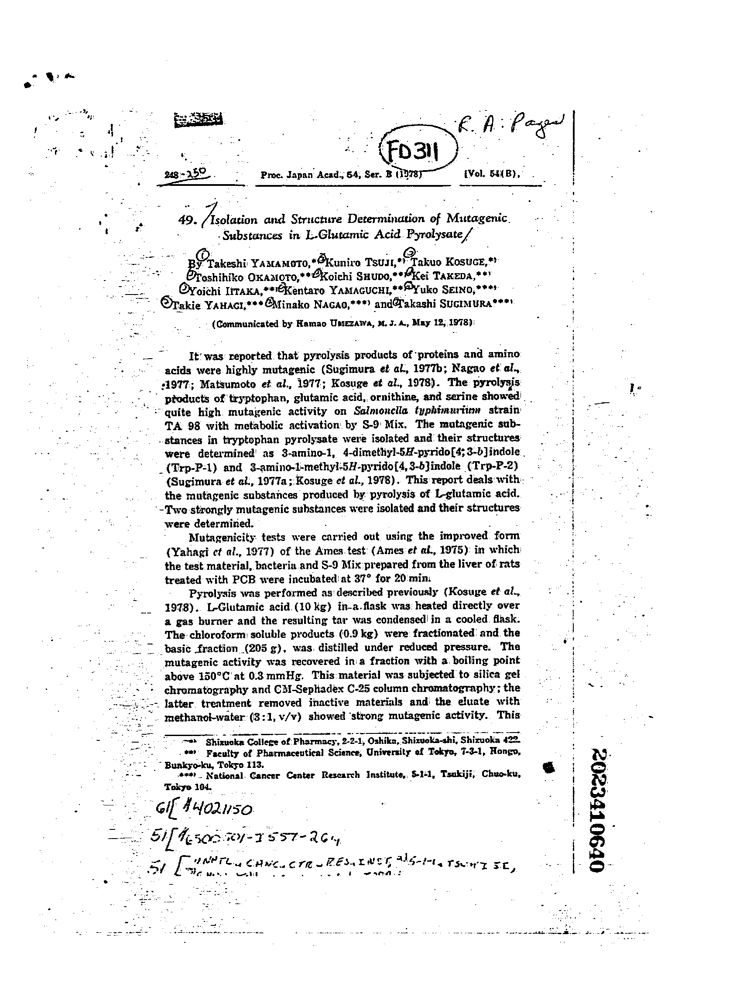 R. A. Pages
FD311
248-250 Proc. Japan Acad., 54, Ser. B (1978) [Vol. 54(B),
49. Isolation and Structure Determination of Mutagenic
Substances in L-Glutamic Acid Pyrolysate
By Takeshi YAMAMOTO,*) Kuniro TSUJI,*) Takuo KOSUGE,*)
Toshihiko OKAMOTO,**) Koichi SHUDO,**) Kei TAKEDA,**)
Yoichi IITAKA,**) Kentaro YAMAGUCHI,**) Yuko SEINO,***)
Takie YAHAGI,***) Minako NAGAO,***) and Takashi SUGIMURA***)
(Communicated by Hamao UMEZAWA, M. J. A., May 12, 1978)
It was reported that pyrolysis products of proteins and amino
acids were highly mutagenic (Sugimura et al., 1977b; Nagao et al.,
1977; Matsumoto et al., 1977; Kosuge et al., 1978). The pyrolysis
products of tryptophan, glutamic acid, ornithine, and serine showed
quite high mutagenic activity on Salmonella typhimurium strain
TA 98 with metabolic activation by S-9 Mix. The mutagenic sub-
stances in tryptophan pyrolysate were isolated and their structures
were determined as 3-amino-1, 4-dimethyl-5H-pyrido[4,3-b]indole
(Trp-P-1) and 3-amino-1-methyl-5H-pyrido[4,3-b]indole (Trp-P-2)
(Sugimura et al., 1977a; Kosuge et al., 1978). This report deals with
the mutagenic substances produced by pyrolysis of L-glutamic acid.
Two strongly mutagenic substances were isolated and their structures
were determined.
Mutagenicity tests were carried out using the improved form
(Yahagi et al., 1977) of the Ames test (Ames et al., 1975) in which
the test material, bacteria and S-9 Mix prepared from the liver of rats
treated with PCB were incubated at 37° for 20 min.
Pyrolysis was performed as described previously (Kosuge et al.,
1978). L-Glutamic acid (10 kg) in a flask was heated directly over
a gas burner and the resulting tar was condensed in a cooled flask.
The chloroform soluble products (0.9 kg) were fractionated and the
basic fraction (205 g), was distilled under reduced pressure. The
mutagenic activity was recovered in a fraction with a boiling point
above 150°C at 0.3 mmHg. This material was subjected to silica gel
chromatography and CM-Sephadex C-25 column chromatography; the
latter treatment removed inactive materials and the eluate with
methanol-water (3:1, v/v) showed strong mutagenic activity. This
*) Shizuoka College of Pharmacy, 2-2-1, Oshika, Shizuoka-shi, Shizuoka 422.
**) Faculty of Pharmaceutical Science, University of Tokyo, 7-3-1, Hongo,
Bunkyo-ku, Tokyo 113.
***) National Cancer Center Research Institute, 5-1-1, Tsukiji, Chuo-ku,
Tokyo 104.
2023410640